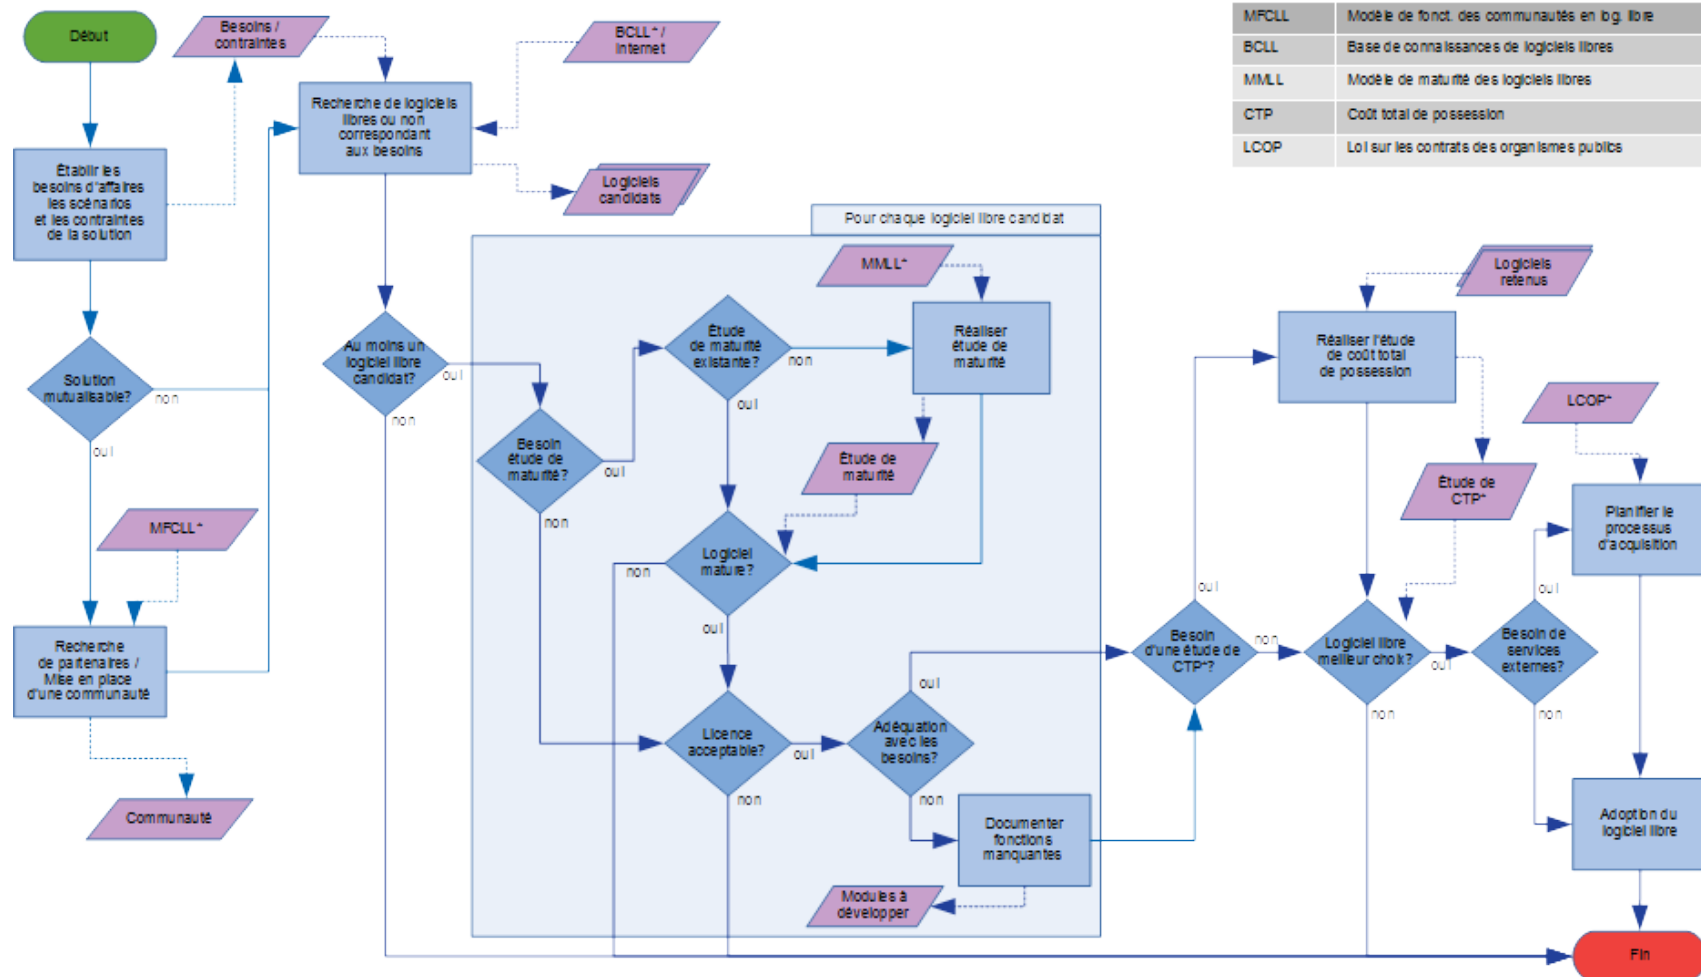 Début
Besoins /
contraintes
BCLL* /
Internet
MFCLL Modèle de fonct. des communautés en log. libre
BCLL Base de connaissances de logiciels libres
MMLL Modèle de maturité des logiciels libres
CTP Coût total de possession
LCOP Loi sur les contrats des organismes publics
Recherche de logiciels
libres ou non
correspondant
aux besoins
Établir les
besoins d'affaires
les scénarios
et les contraintes
de la solution
Logiciels
candidats
Pour chaque logiciel libre candidat
MMLL*
Logiciels
retenus
Solution
mutualisable?
non
oui
Au moins un
logiciel libre
candidat?
oui
non
Étude
de maturité
existante?
non
oui
Réaliser
étude de
maturité
Réaliser l'étude
de coût total
de possession
LCOP*
Besoin
étude de
maturité?
oui
non
Étude de
maturité
Étude de
CTP*
Planifier le
processus
d'acquisition
MFCLL*
Logiciel
mature?
non
oui
Recherche
de partenaires /
Mise en place
d'une communauté
Besoin
d'une étude de
CTP*?
oui
non
Logiciel libre
meilleur choix?
oui
non
Besoin de
services
externes?
oui
non
Licence
acceptable?
oui
non
Adéquation
avec les
besoins?
oui
non
Communauté
Documenter
fonctions
manquantes
Adoption du
logiciel libre
Modules à
développer
Fin